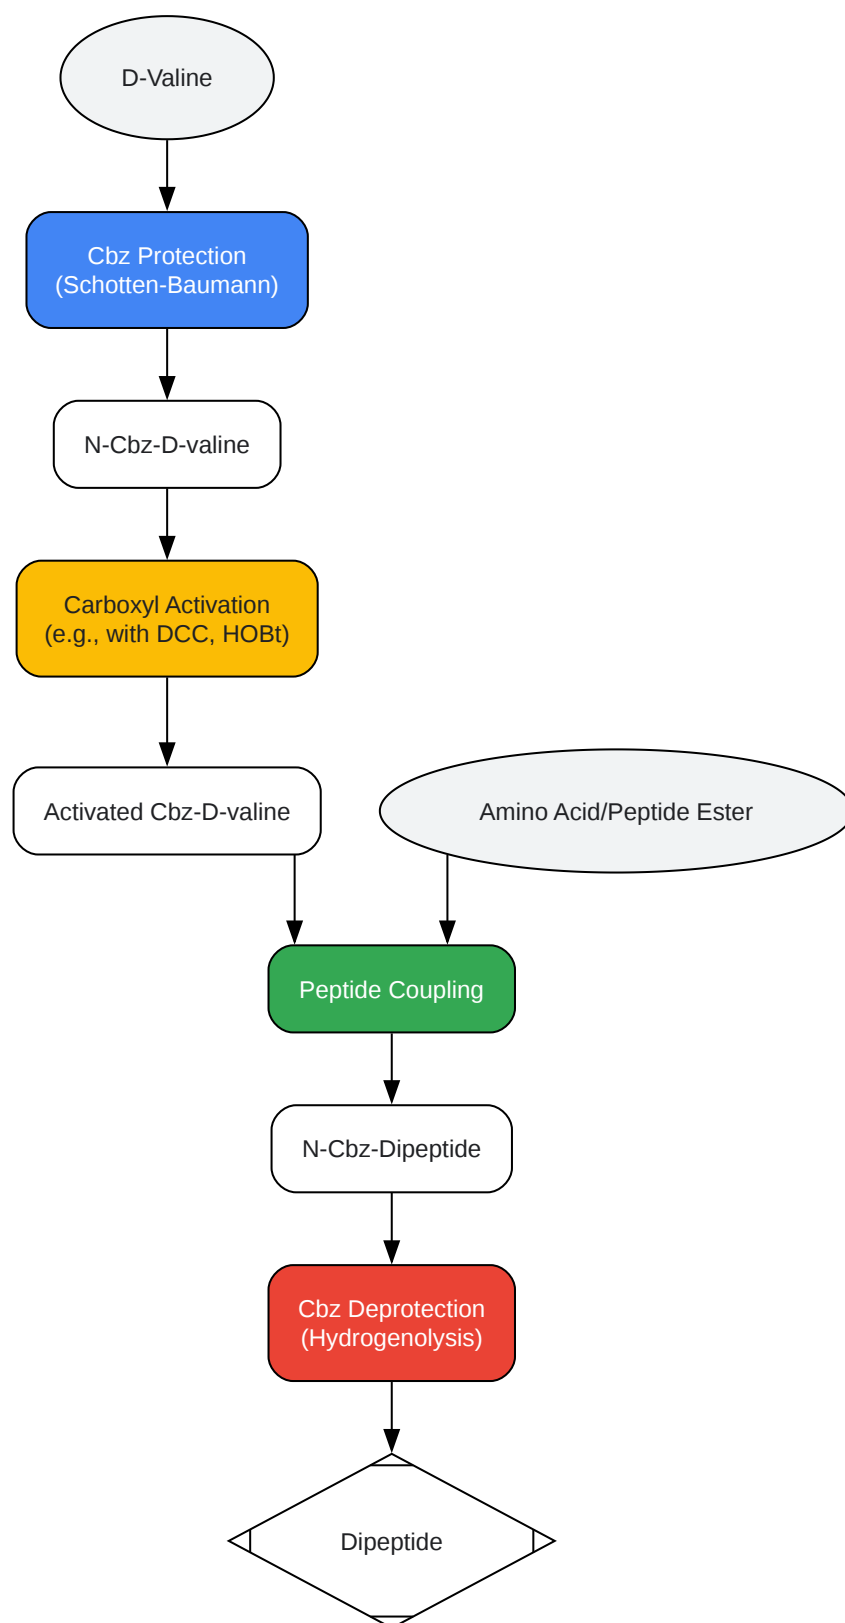 D-Valine
Cbz Protection
(Schotten-Baumann)
N-Cbz-D-valine
Carboxyl Activation
(e.g., with DCC, HOBt)
Activated Cbz-D-valine
Amino Acid/Peptide Ester
Peptide Coupling
N-Cbz-Dipeptide
Cbz Deprotection
(Hydrogenolysis)
Dipeptide